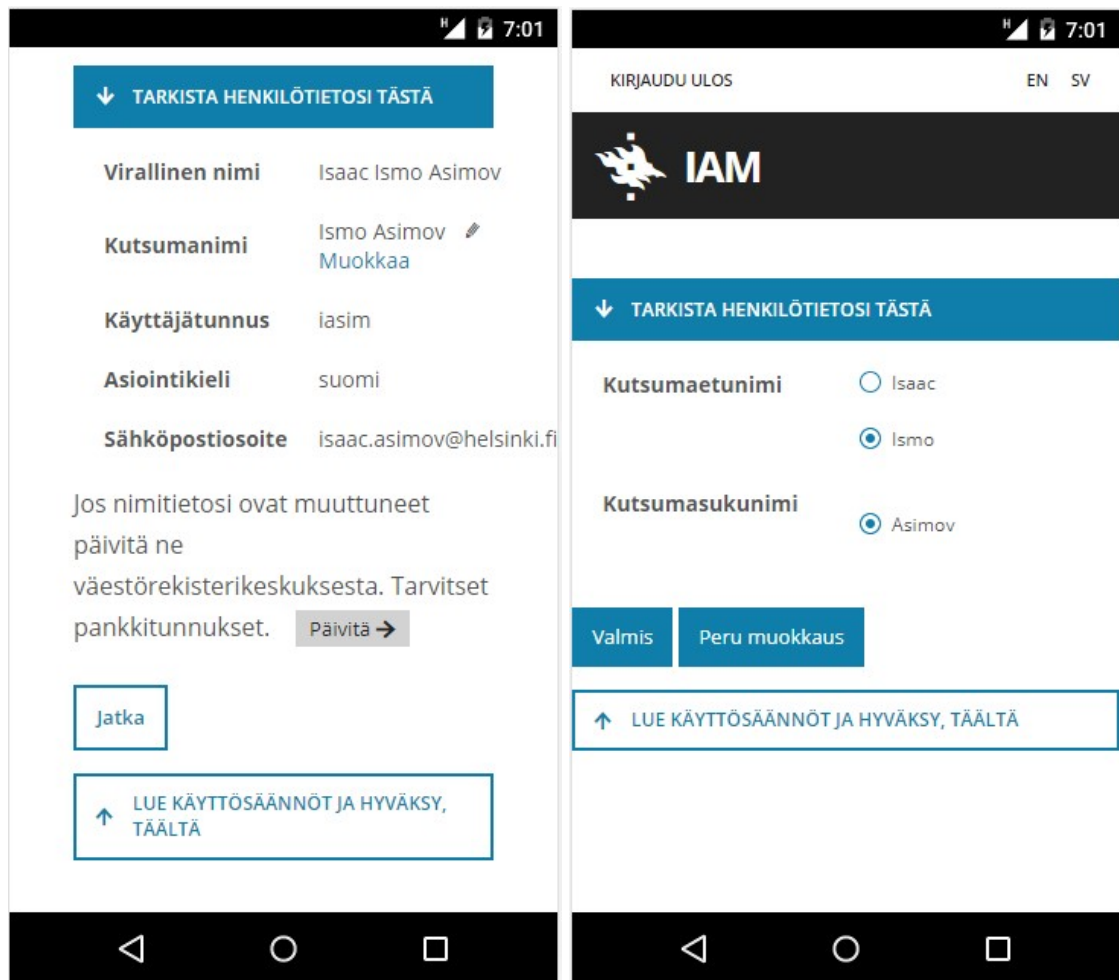 H 7:01
TARKISTA HENKILÖTIETOSI TÄSTÄ
Virallinen nimi Isaac Ismo Asimov
Kutsumanimi Ismo Asimov
Muokkaa
Käyttäjätunnus iasim
Asiointikieli suomi
Sähköpostiosoite isaac.asimov@helsinki.fi
Jos nimitietosi ovat muuttuneet
päivitä ne
väestörekisterikeskuksesta. Tarvitset
pankkitunnukset. Päivitä
Jatka
LUE KÄYTTÖSÄÄNNÖT JA HYVÄKSY,
TÄÄLTÄ
H 7:01
KIRJAUDU ULOS EN SV
IAM
TARKISTA HENKILÖTIETOSI TÄSTÄ
Kutsumaetunimi Isaac
Ismo
Kutsumasukunimi
Asimov
Valmis Peru muokkaus
LUE KÄYTTÖSÄÄNNÖT JA HYVÄKSY, TÄÄLTÄ